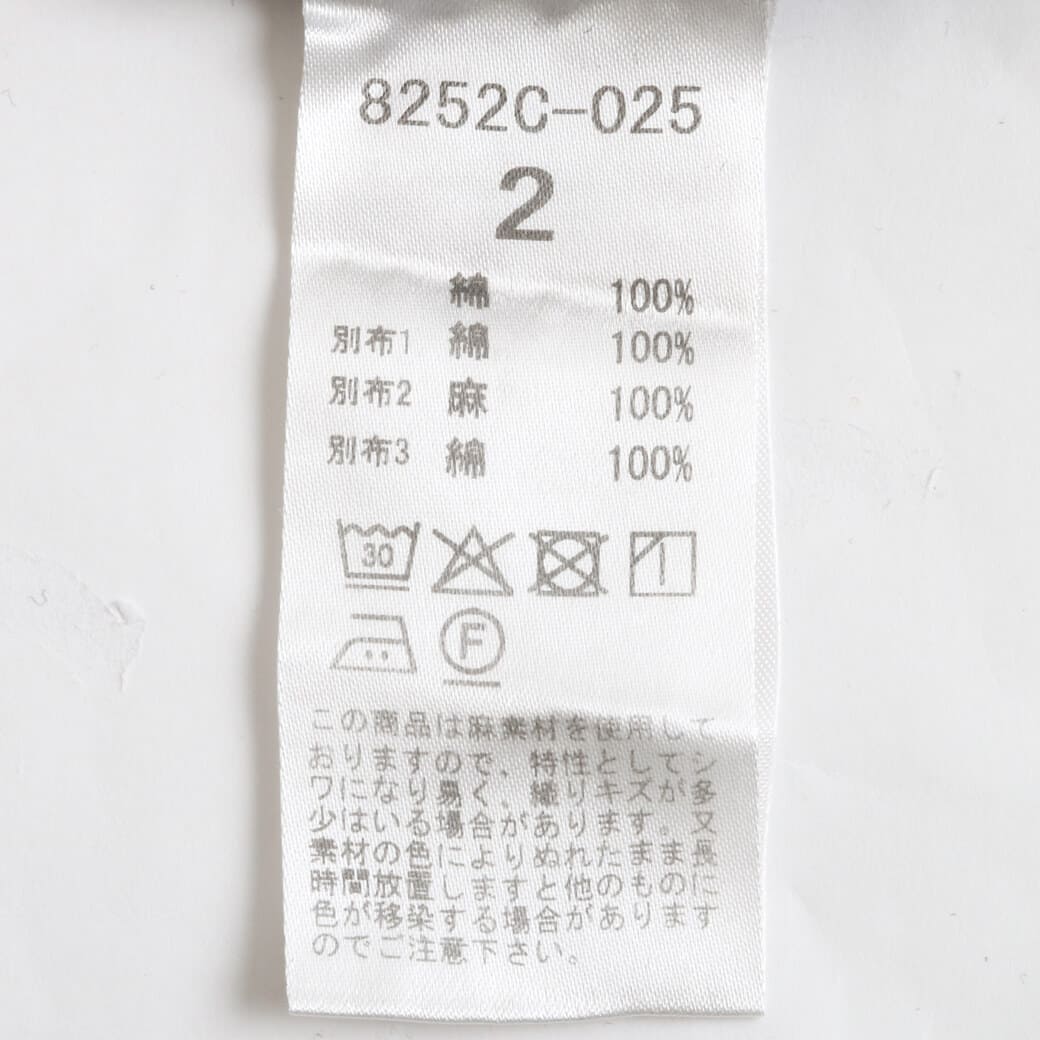 8252C-025
2
綿 100%
別布1 綿 100%
別布2 麻 100%
別布3 綿 100%
30
F
この商品は麻素材を使用して
おりますので、特性としてシ
ワになり易く、織りキズが多
少はいる場合があります。又
素材の色によりぬれたまま長
時間放置しますと他のものに
色が移染する場合があります
のでご注意下さい。